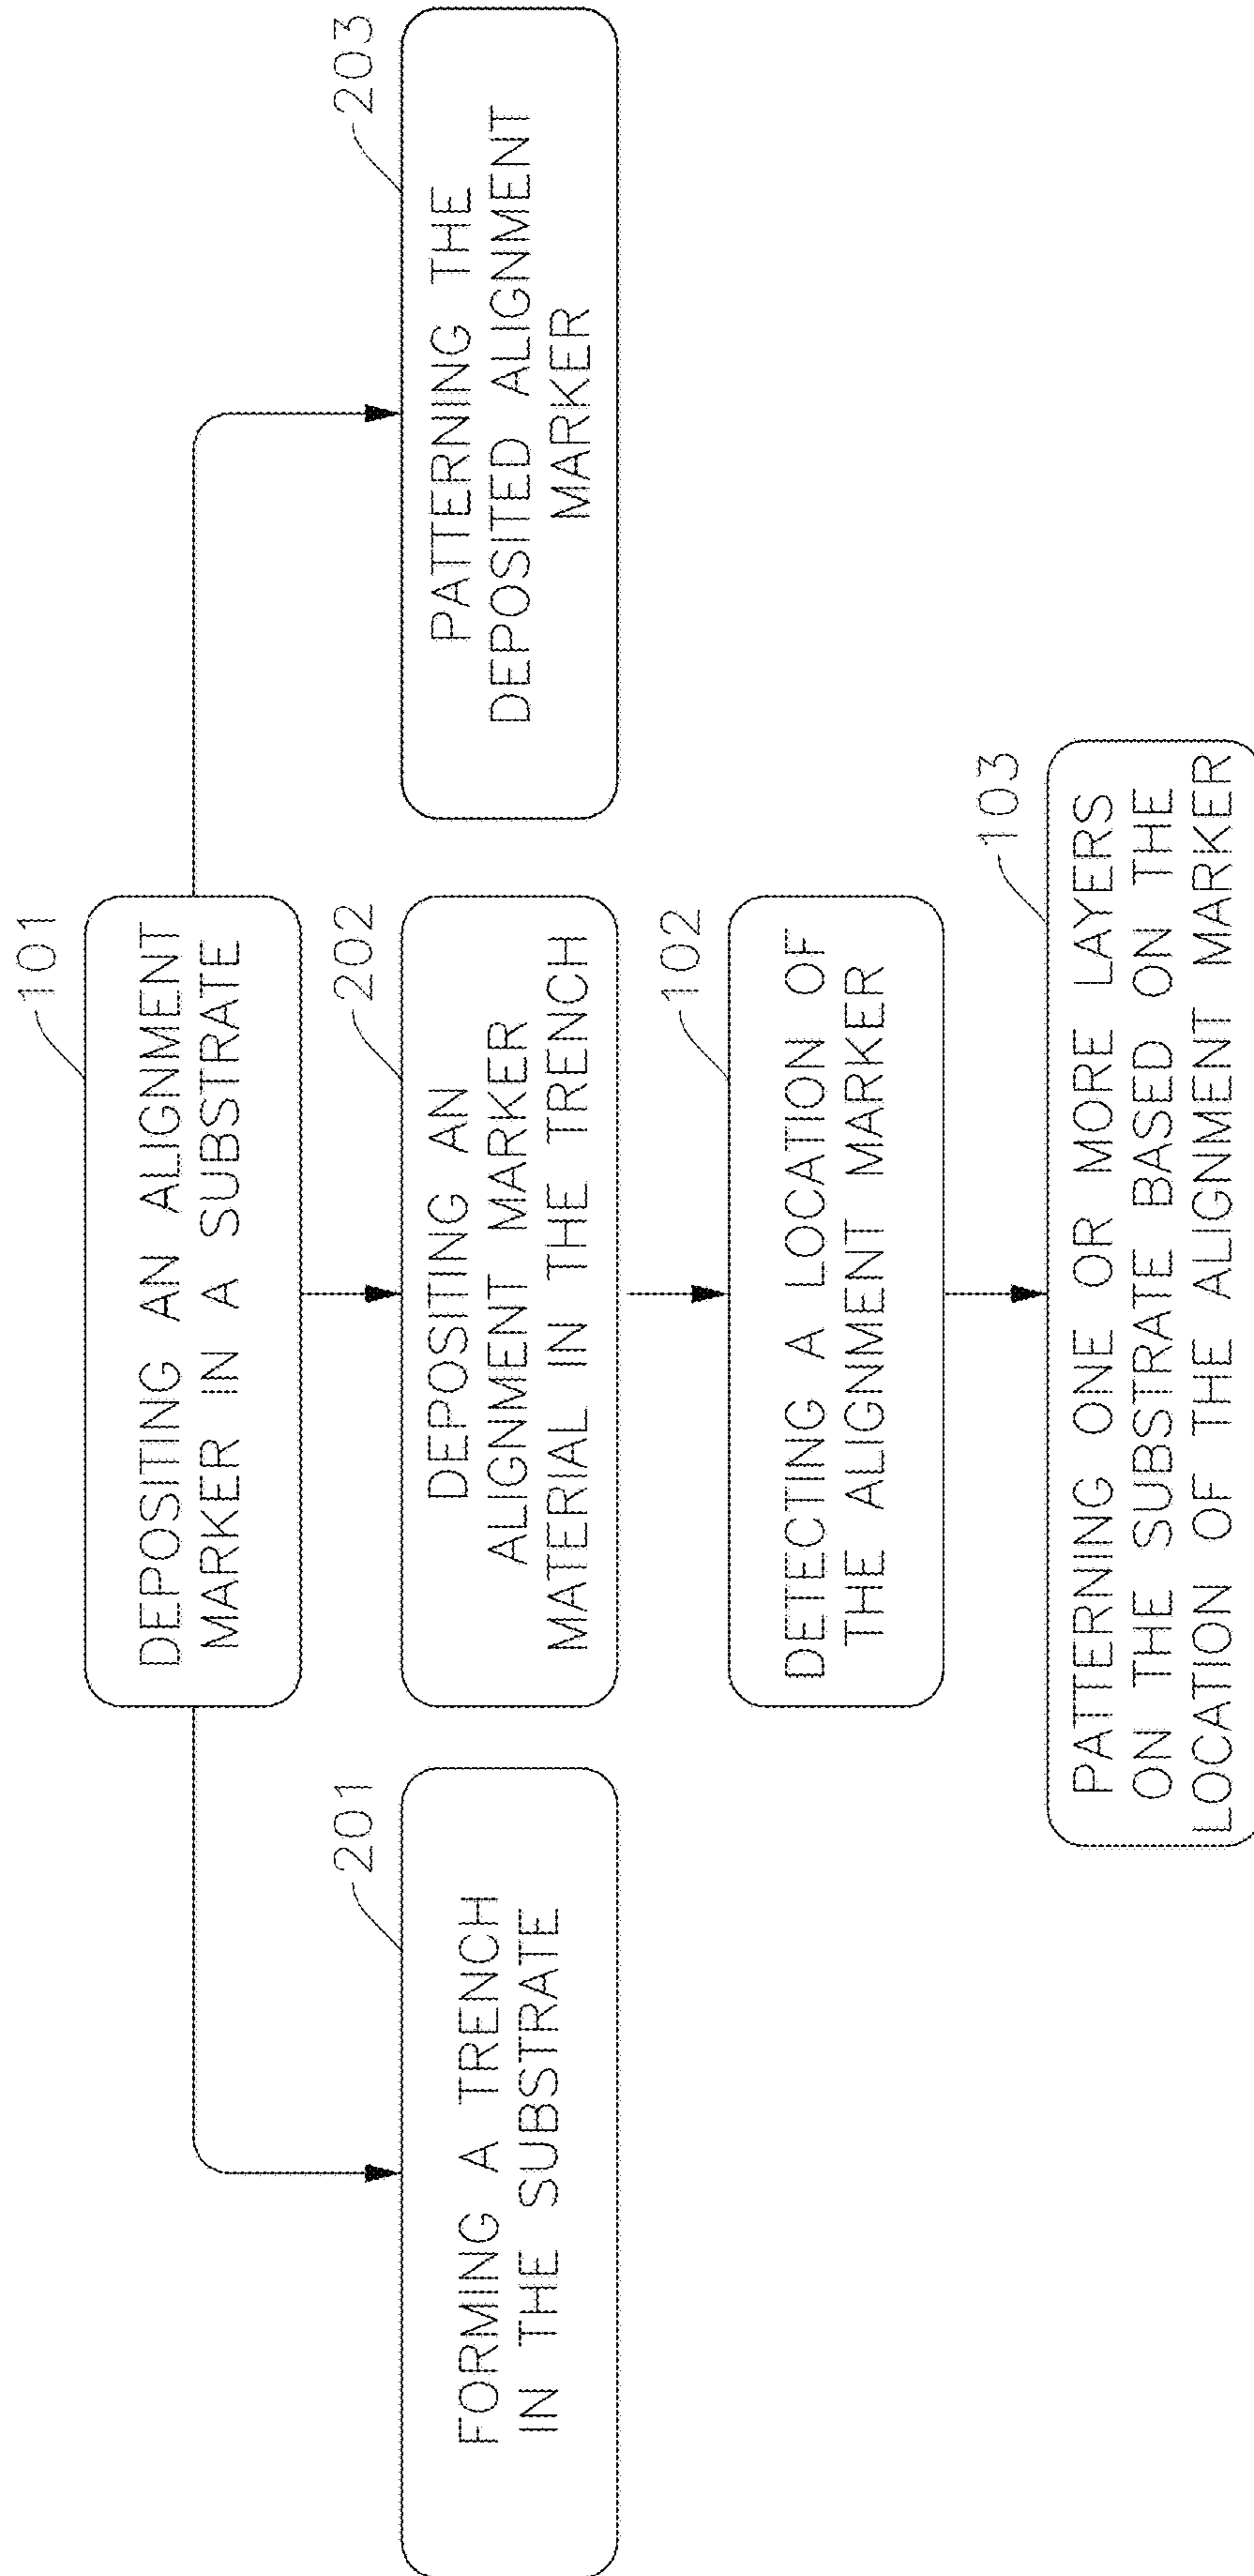 101
DEPOSITING AN ALIGNMENT
MARKER IN A SUBSTRATE
201
FORMING A TRENCH
IN THE SUBSTRATE
202
DEPOSITING AN
ALIGNMENT MARKER
MATERIAL IN THE TRENCH
203
PATTERNING THE
DEPOSITED ALIGNMENT
MARKER
102
DETECTING A LOCATION OF
THE ALIGNMENT MARKER
103
PATTERNING ONE OR MORE LAYERS
ON THE SUBSTRATE BASED ON THE
LOCATION OF THE ALIGNMENT MARKER